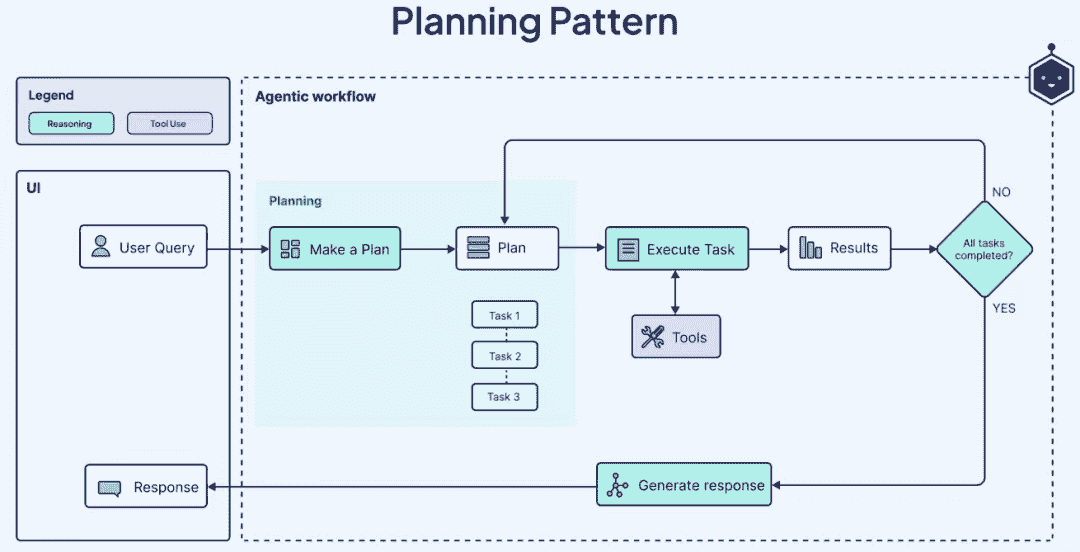 Planning Pattern
Legend
Reasoning
Tool Use
Agentic workflow
UI
Planning
User Query
Make a Plan
Plan
Execute Task
Results
All tasks
completed?
NO
YES
Task 1
Task 2
Task 3
Tools
Response
Generate response